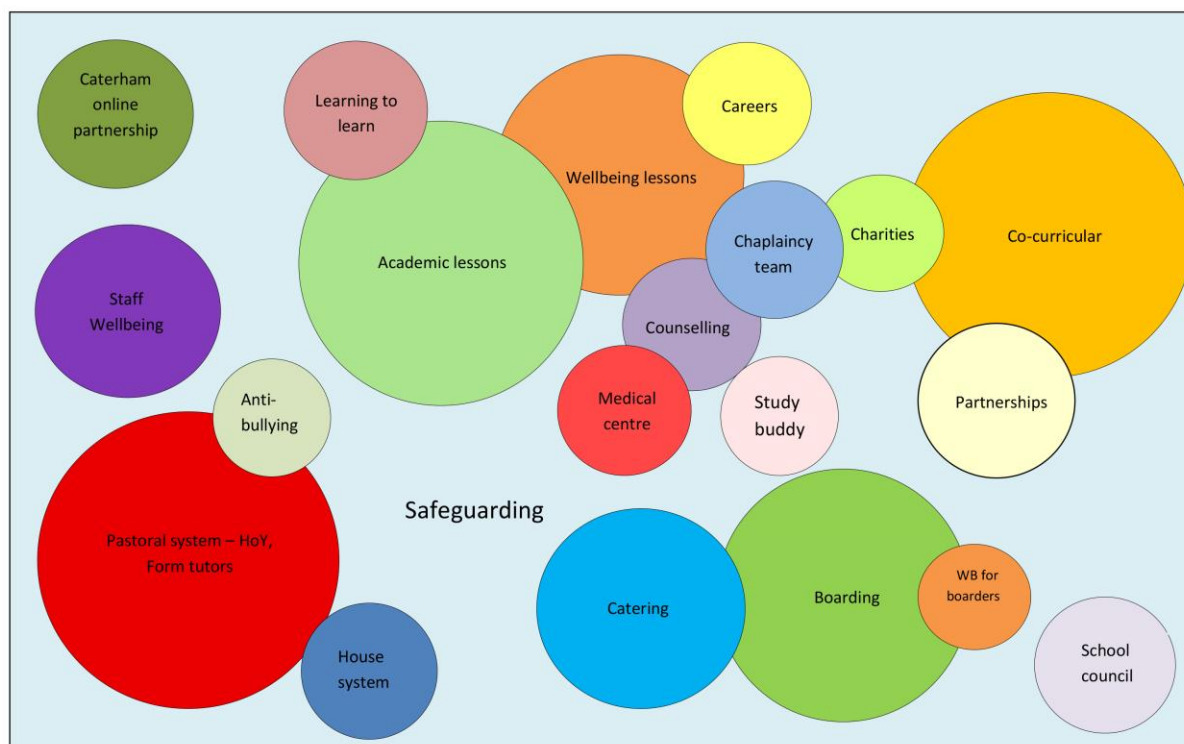 Caterham
online
partnership
Learning to
learn
Careers
Wellbeing lessons
Co-curricular
Charities
Chaplaincy
team
Academic lessons
Staff
Wellbeing
Counselling
Anti-
bullying
Medical
centre
Study
buddy
Partnerships
Safeguarding
Pastoral system – HoY,
Form tutors
Catering
Boarding
WB for
boarders
House
system
School
council